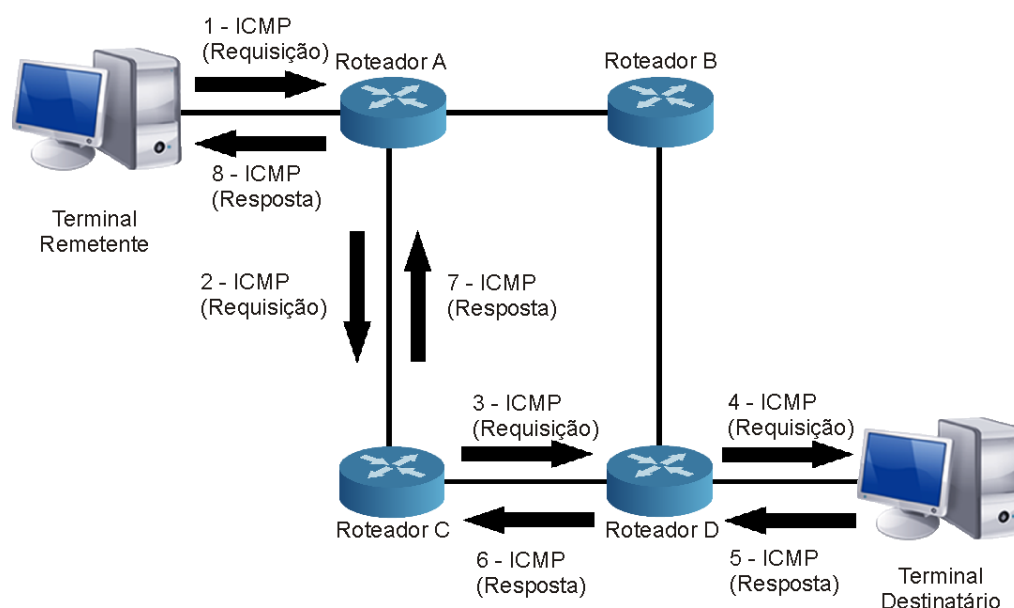 1 - ICMP
(Requisição)
Roteador A
Roteador B
8 - ICMP
(Resposta)
Terminal
Remetente
2 - ICMP
(Requisição)
7 - ICMP
(Resposta)
3 - ICMP
(Requisição)
4 - ICMP
(Requisição)
Roteador C
Roteador D
6 - ICMP
(Resposta)
5 - ICMP
(Resposta)
Terminal
Destinatário